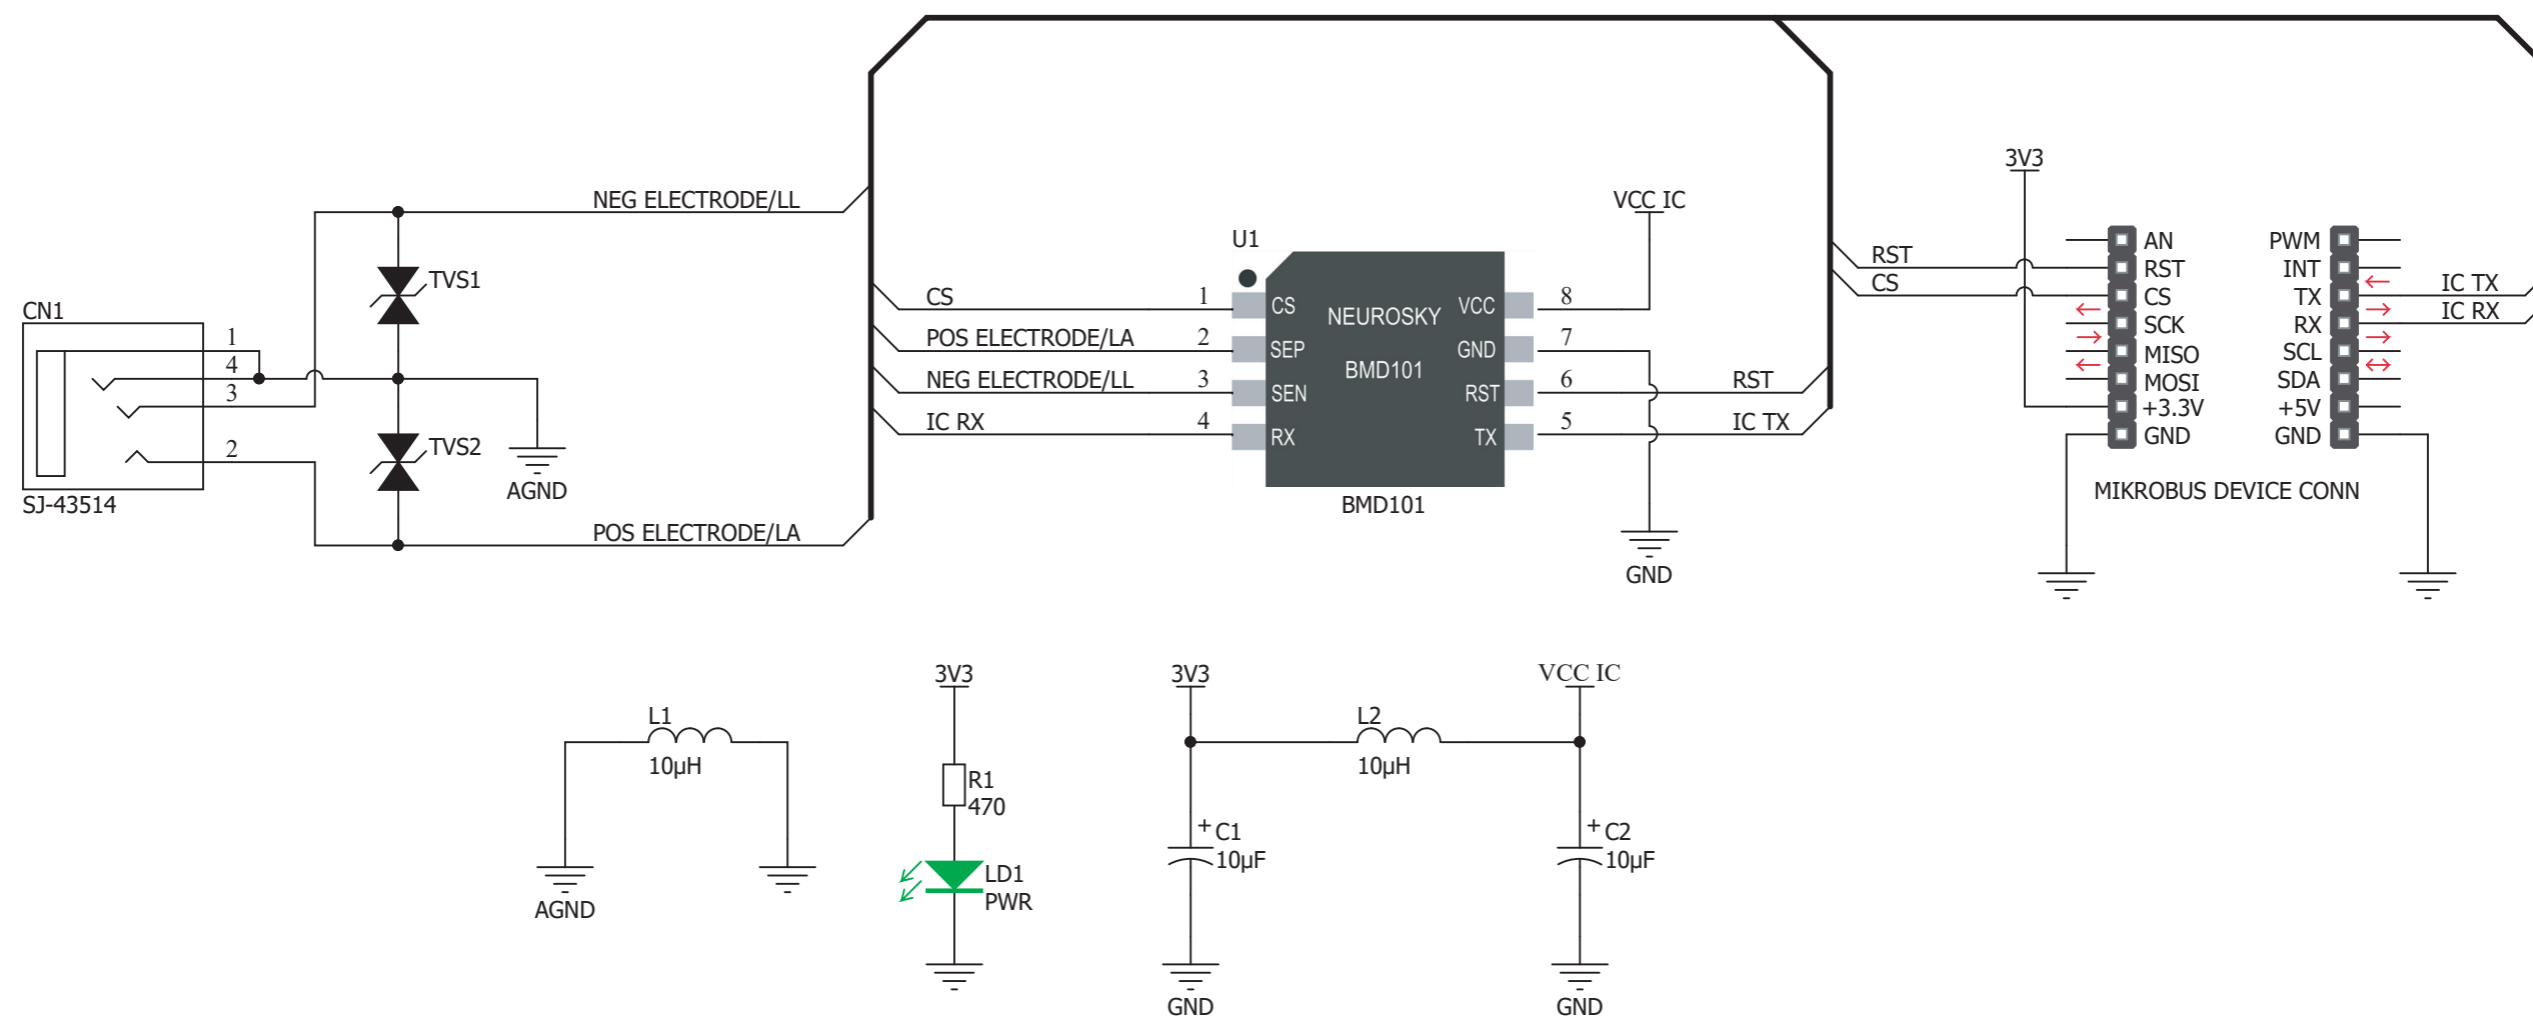 NEG ELECTRODE/LL
TVS1
CN1
1
4
3
2
TVS2
SJ-43514
AGND
POS ELECTRODE/LA
U1
VCC IC
CS 1 CS VCC 8
NEUROSKY
POS ELECTRODE/LA 2 SEP GND 7
BMD101
NEG ELECTRODE/LL 3 SEN RST 6 RST
IC RX 4 RX TX 5 IC TX
BMD101
GND
3V3
AN PWM
RST RST INT
CS CS TX IC TX
SCK RX IC RX
MISO SCL
MOSI SDA
+3.3V +5V
GND GND
MIKROBUS DEVICE CONN
L1
10µH
AGND
3V3
R1
470
LD1
PWR
3V3
L2
10µH
VCC IC
+ C1
10µF
GND
+ C2
10µF
GND